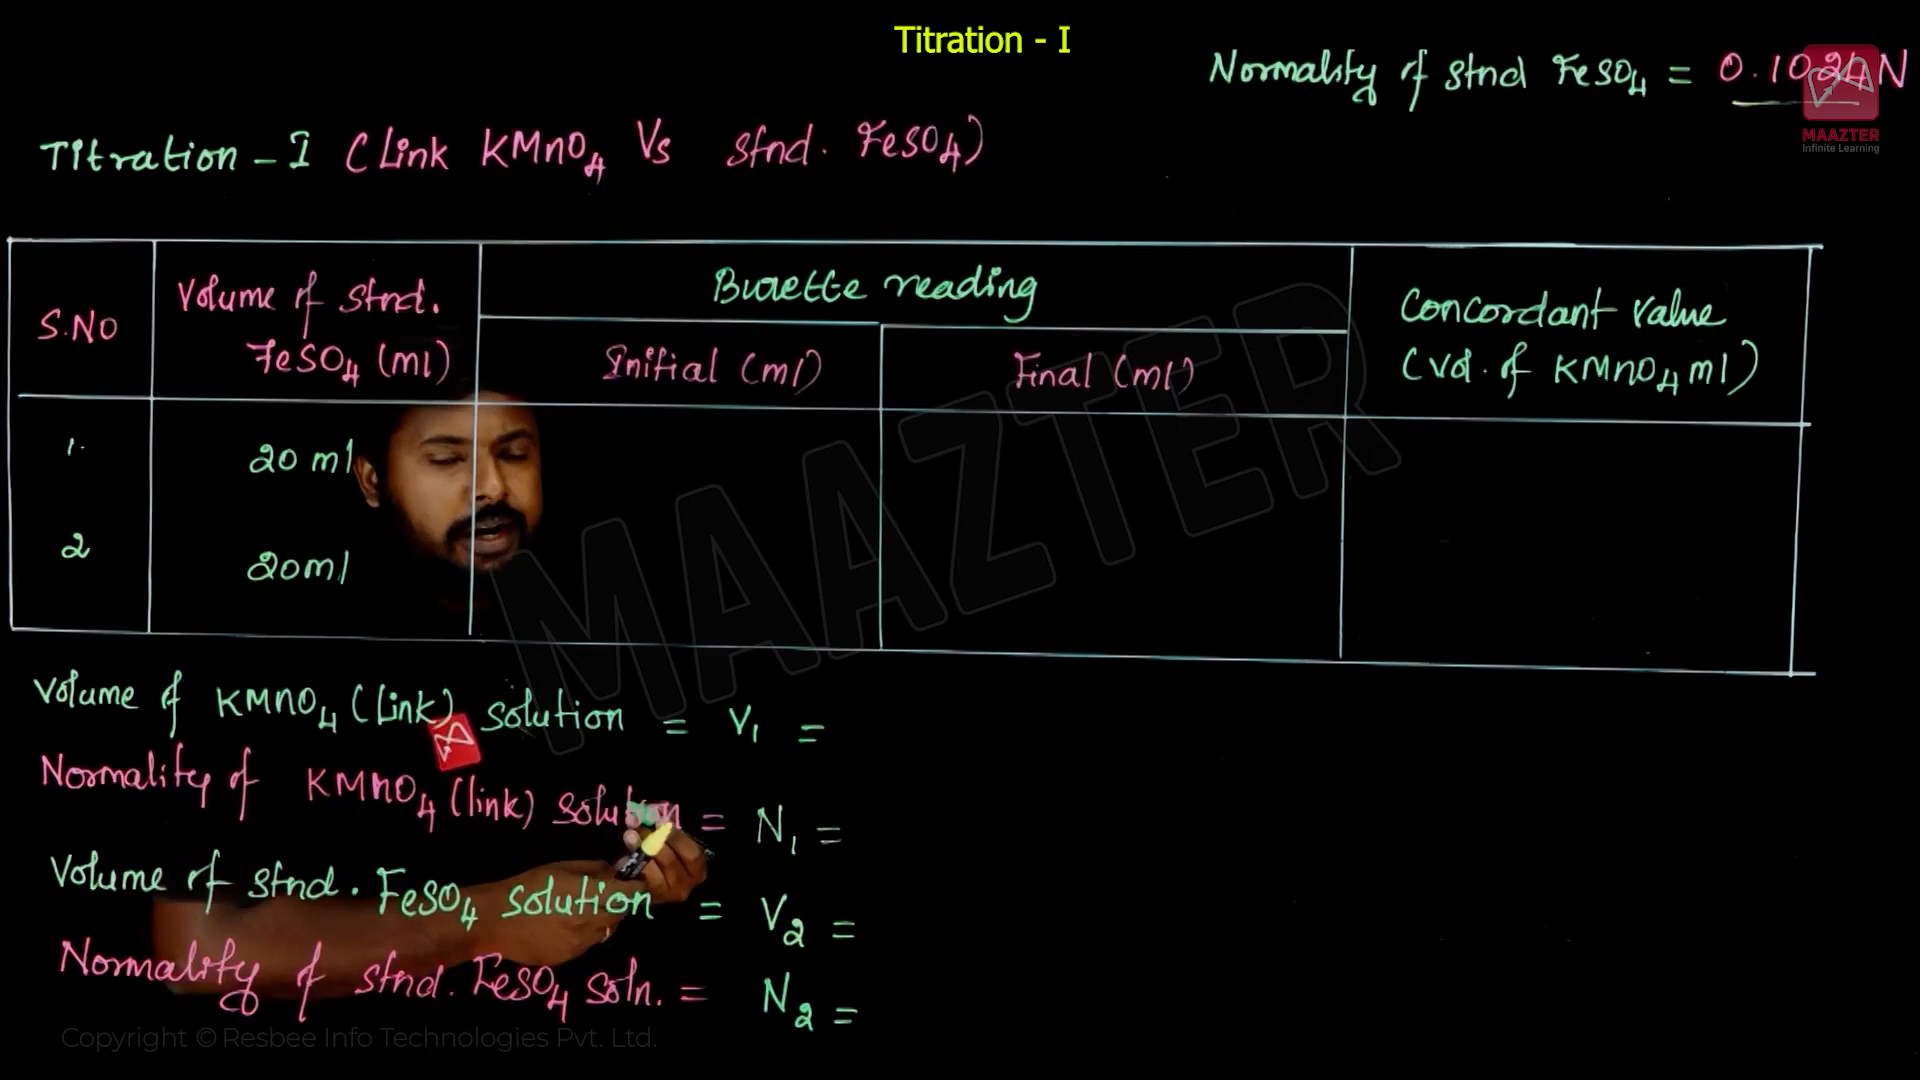 Titration - I
Normality of stnd FeSO4 = 0.1024 N
MAAZTER
Infinite Learning
Titration - I (Link KMnO4 Vs stnd. FeSO4)
S.NO
Volume of stnd. FeSO4 (ml)
Burette reading
Initial (ml)
Final (ml)
Concordant value (Vol. of KMnO4 ml)
1. 20 ml
2 20ml
MAAZTER
Volume of KMnO4 (Link) solution = V1 =
Normality of KMnO4 (link) solution = N1 =
Volume of stnd. FeSO4 solution = V2 =
Normality of stnd. FeSO4 soln. = N2 =
Copyright © Resbee Info Technologies Pvt. Ltd.